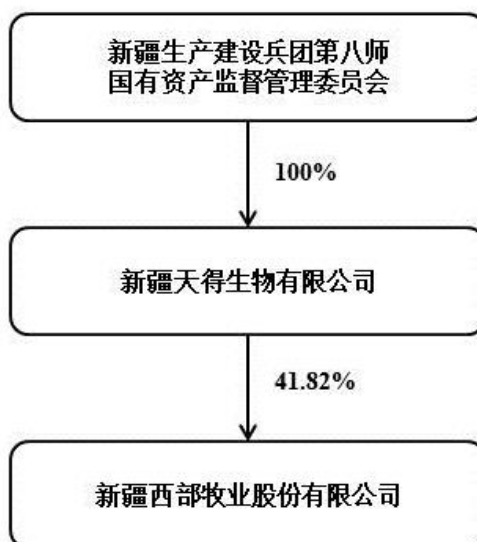 新疆生产建设兵团第八师
国有资产监督管理委员会
100%
新疆天得生物有限公司
41.82%
新疆西部牧业股份有限公司